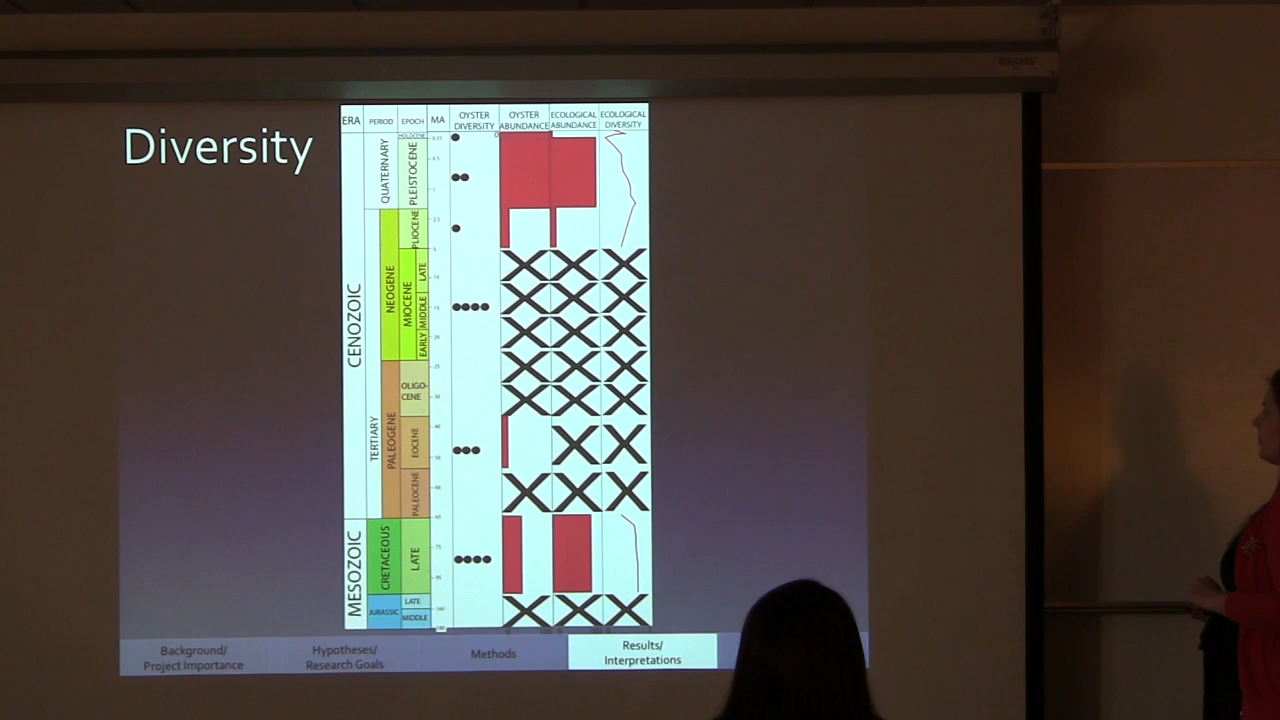 Diversity
ERA PERIOD EPOCH MA OYSTER DIVERSITY OYSTER ABUNDANCE ECOLOGICAL ABUNDANCE ECOLOGICAL DIVERSITY
0
HOLOCENE
QUATERNARY
PLEISTOCENE
PLIOCENE
CENOZOIC
NEOGENE
MIOCENE
LATE
MIDDLE
EARLY
TERTIARY
PALEOGENE
OLIGO-
CENE
EOCENE
PALEOCENE
MESOZOIC
CRETACEOUS
LATE
JURASSIC
LATE
MIDDLE
Background/
Project Importance
Hypotheses/
Research Goals
Methods
Results/
Interpretations